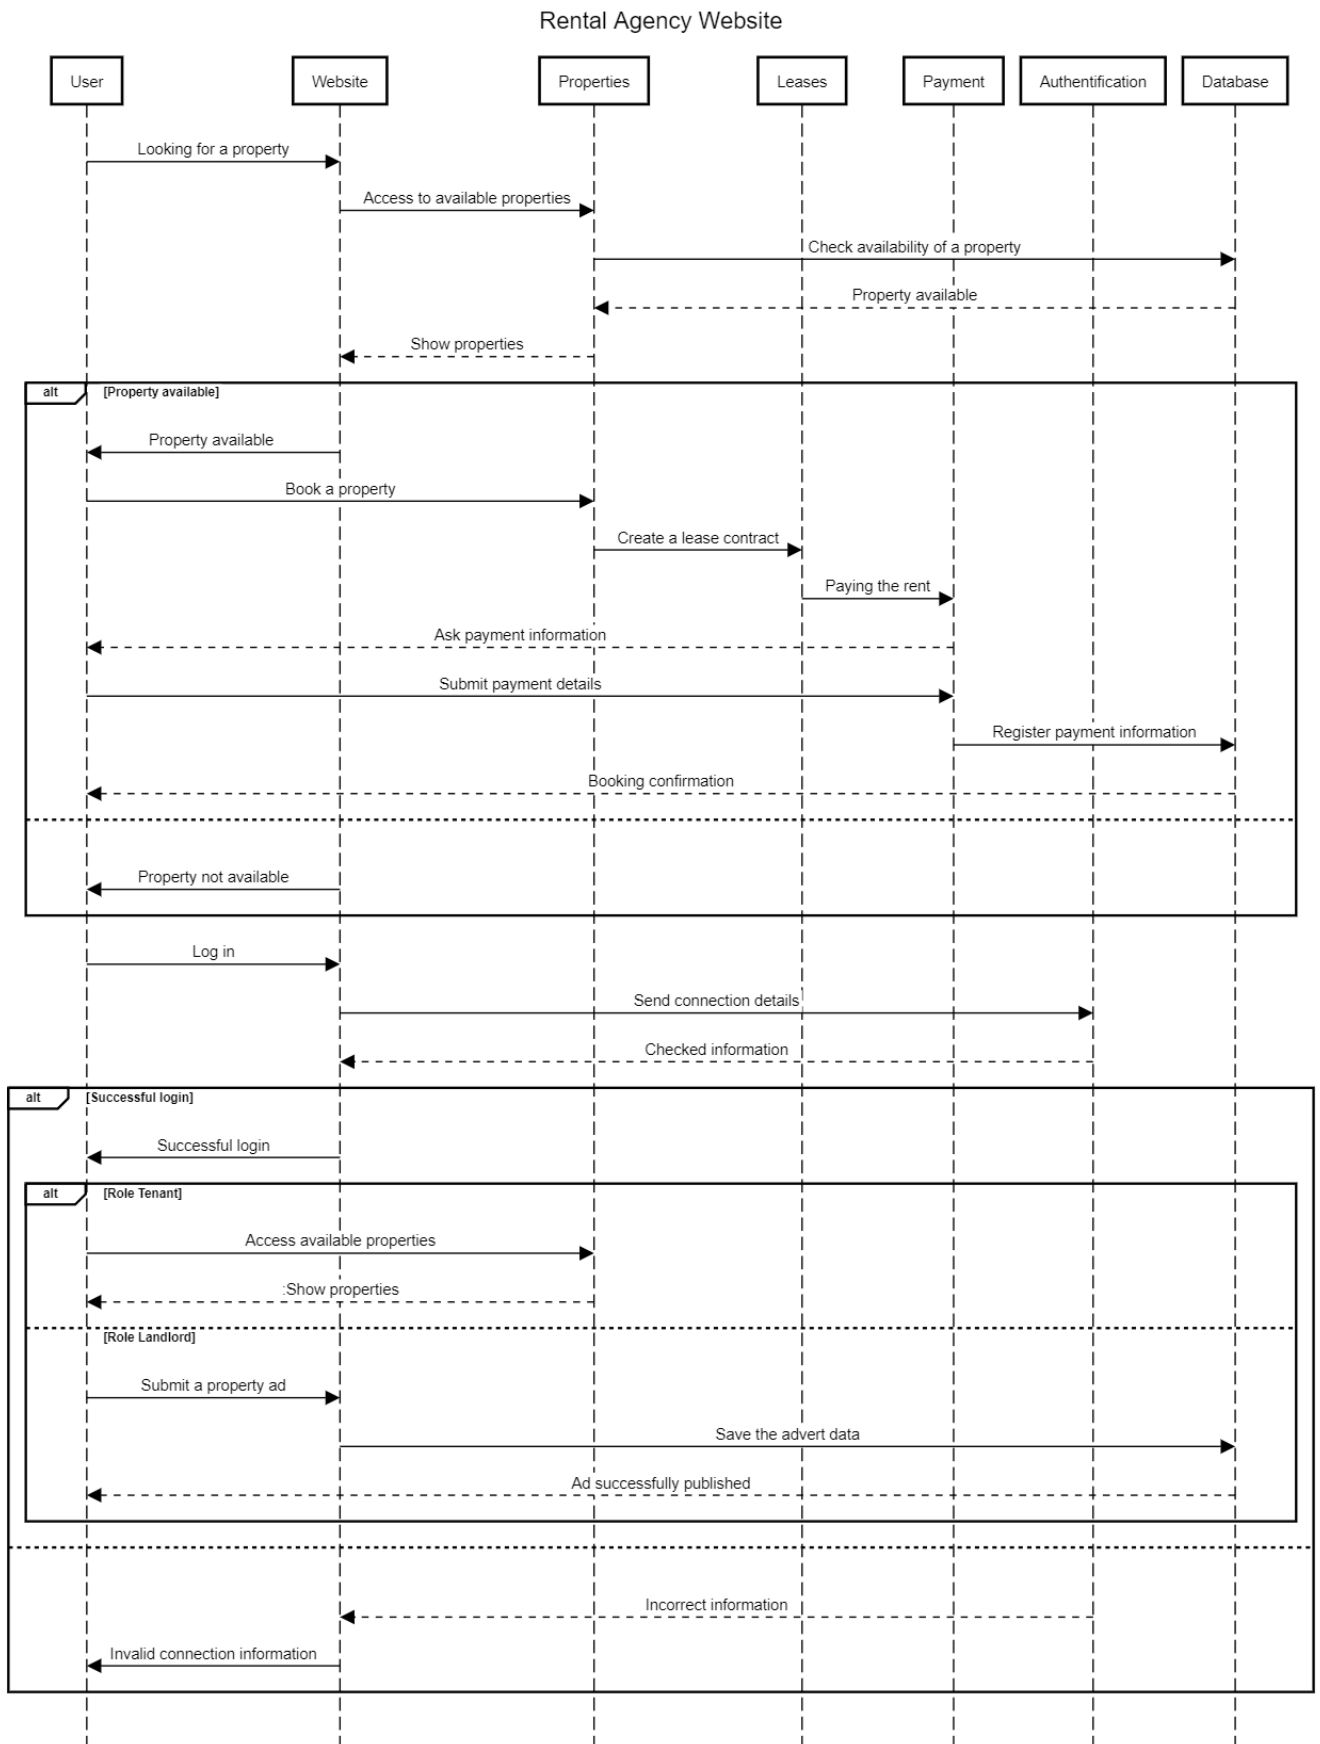 Rental Agency Website
User
Website
Properties
Leases
Payment
Authentification
Database
Looking for a property
Access to available properties
Check availability of a property
Property available
Show properties
alt
[Property available]
Property available
Book a property
Create a lease contract
Paying the rent
Ask payment information
Submit payment details
Register payment information
Booking confirmation
Property not available
Log in
Send connection details
Checked information
alt
[Successful login]
Successful login
alt
[Role Tenant]
Access available properties
:Show properties
[Role Landlord]
Submit a property ad
Save the advert data
Ad successfully published
Incorrect information
Invalid connection information